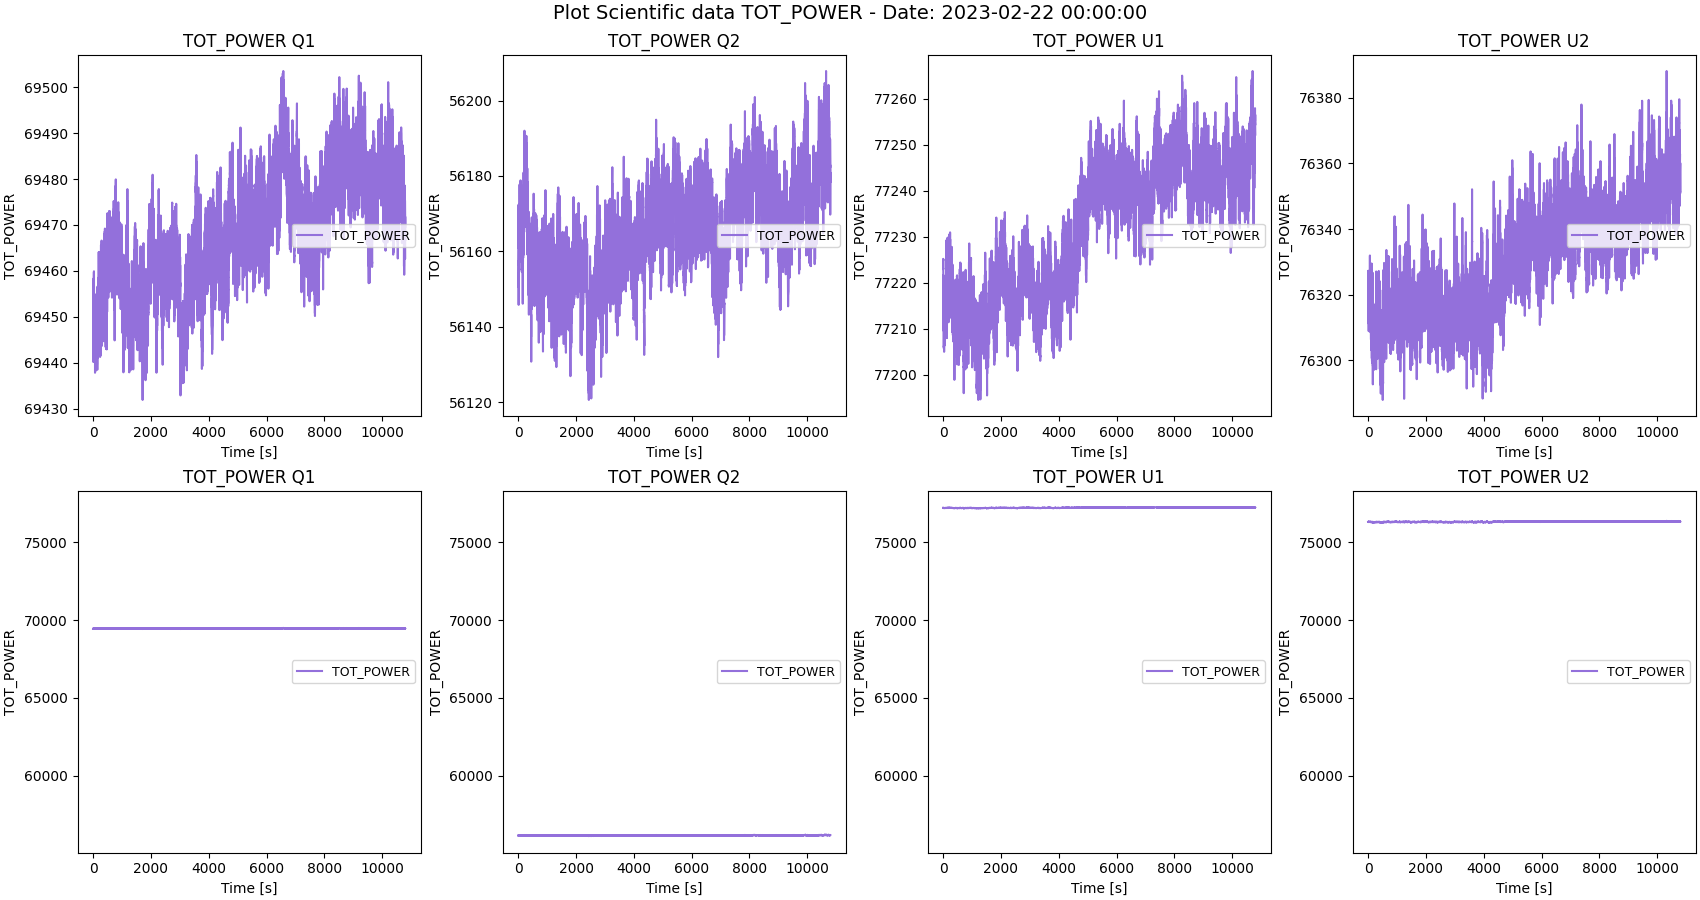 Plot Scientific data TOT_POWER - Date: 2023-02-22 00:00:00
TOT_POWER Q1
TOT_POWER
69500
69490
69480
69470
69460
69450
69440
69430
TOT_POWER
0 2000 4000 6000 8000 10000
Time [s]
TOT_POWER Q2
TOT_POWER
56200
56180
56160
56140
56120
TOT_POWER
0 2000 4000 6000 8000 10000
Time [s]
TOT_POWER U1
TOT_POWER
77260
77250
77240
77230
77220
77210
77200
TOT_POWER
0 2000 4000 6000 8000 10000
Time [s]
TOT_POWER U2
TOT_POWER
76380
76360
76340
76320
76300
TOT_POWER
0 2000 4000 6000 8000 10000
Time [s]
TOT_POWER Q1
TOT_POWER
75000
70000
65000
60000
TOT_POWER
0 2000 4000 6000 8000 10000
Time [s]
TOT_POWER Q2
TOT_POWER
75000
70000
65000
60000
TOT_POWER
0 2000 4000 6000 8000 10000
Time [s]
TOT_POWER U1
TOT_POWER
75000
70000
65000
60000
TOT_POWER
0 2000 4000 6000 8000 10000
Time [s]
TOT_POWER U2
TOT_POWER
75000
70000
65000
60000
TOT_POWER
0 2000 4000 6000 8000 10000
Time [s]